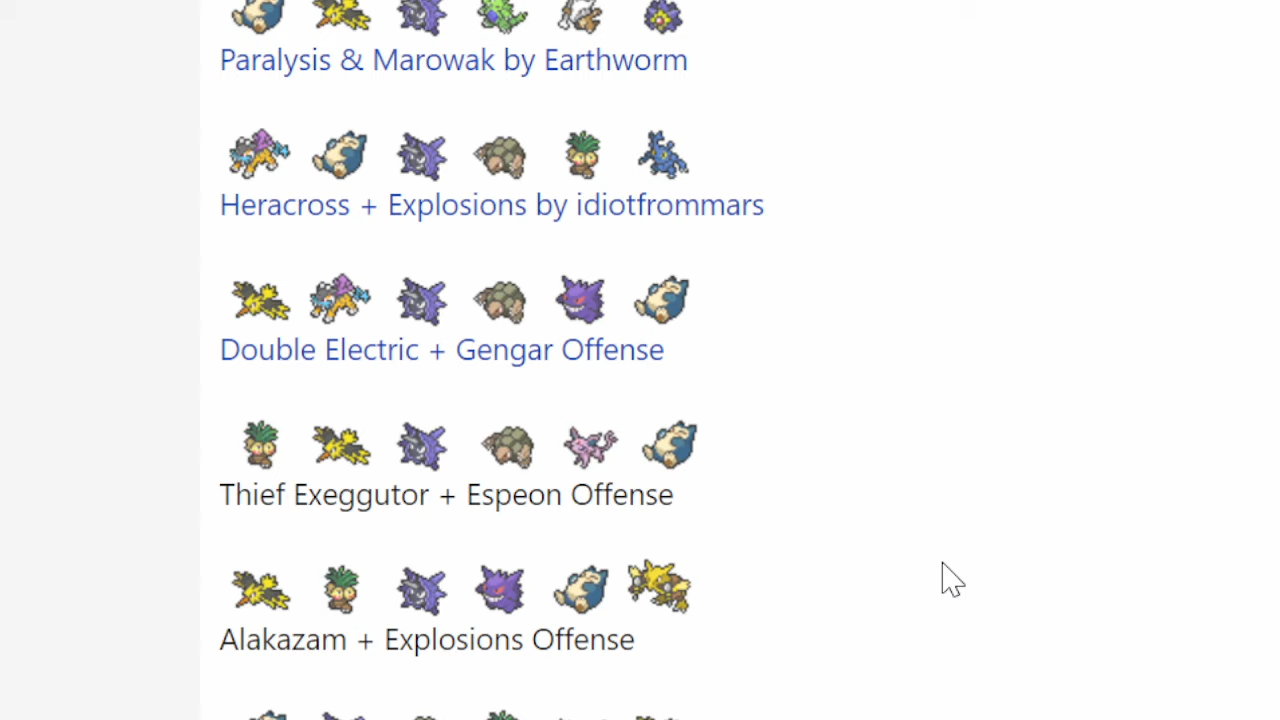 Paralysis & Marowak by Earthworm
Heracross + Explosions by idiotfrommars
Double Electric + Gengar Offense
Thief Exeggutor + Espeon Offense
Alakazam + Explosions Offense